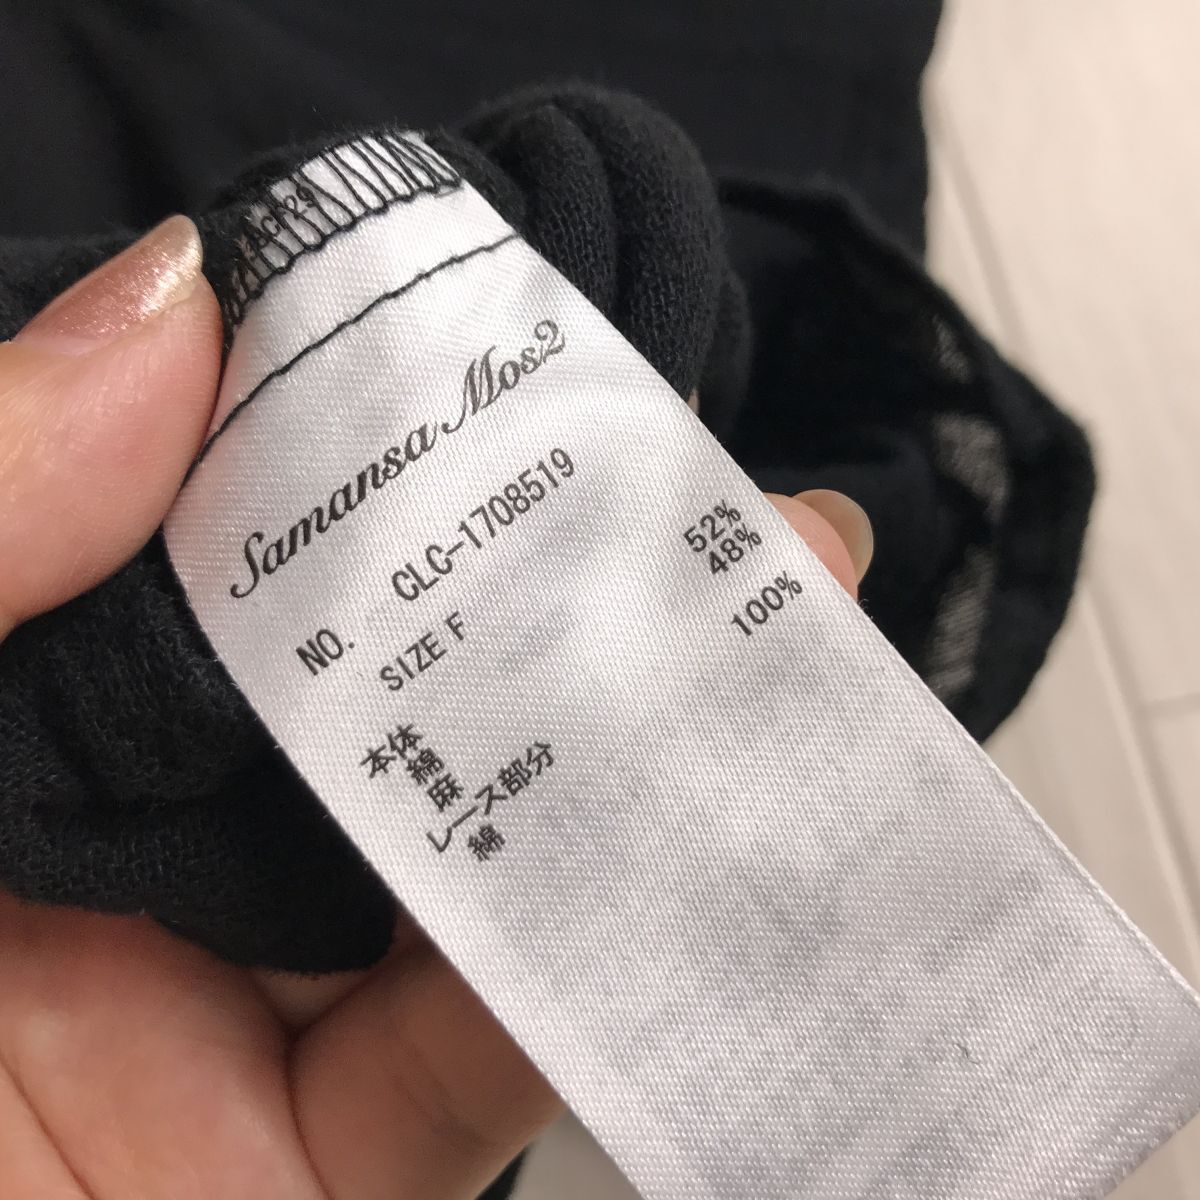 Samansa Mos2
NO. CLC-1708519
SIZE F
本体
綿 52%
麻 48%
レース部分
綿 100%